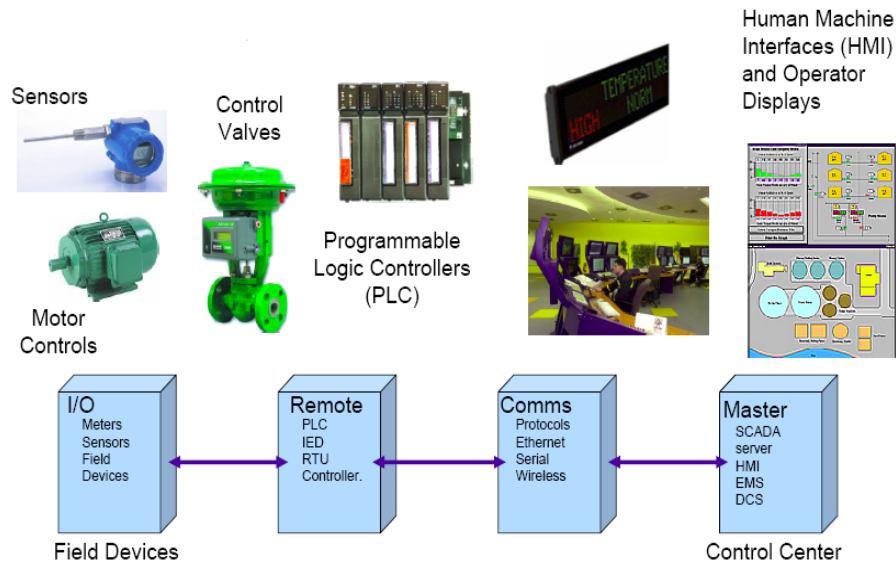 Human Machine
Interfaces (HMI)
and Operator
Displays
Sensors
Control
Valves
TEMPERATURE
HIGH NORM
Programmable
Logic Controllers
(PLC)
Motor
Controls
I/O
Meters
Sensors
Field
Devices
Remote
PLC
IED
RTU
Controller.
Comms
Protocols
Ethernet
Serial
Wireless
Master
SCADA
server
HMI
EMS
DCS
Field Devices
Control Center